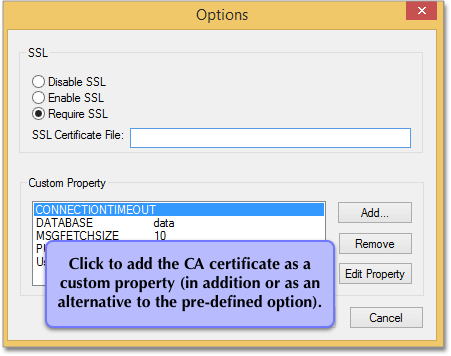 Options
SSL
Disable SSL
Enable SSL
Require SSL
SSL Certificate File:
Custom Property
CONNECTIONTIMEOUT
DATABASE data
MSGFETCHSIZE 10
Add...
Remove
Edit Property
Click to add the CA certificate as a
custom property (in addition or as an
alternative to the pre-defined option).
Cancel